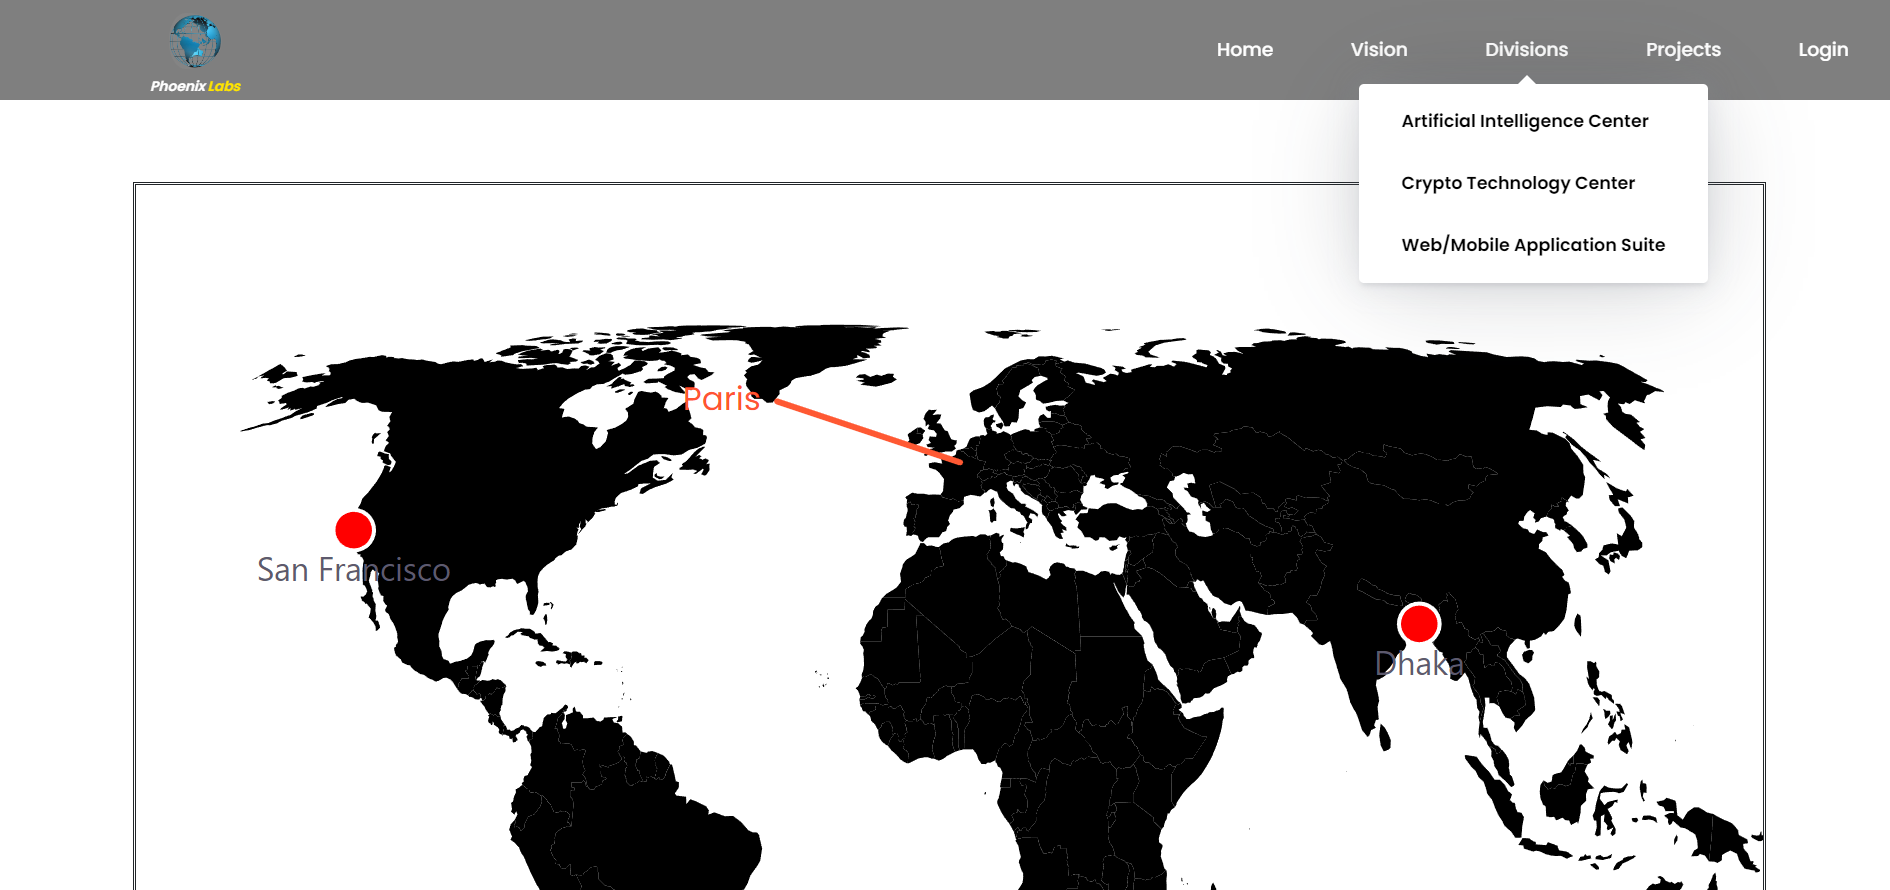 Phoenix Labs
Home
Vision
Divisions
Projects
Login
Artificial Intelligence Center
Crypto Technology Center
Web/Mobile Application Suite
Paris
San Francisco
Dhaka